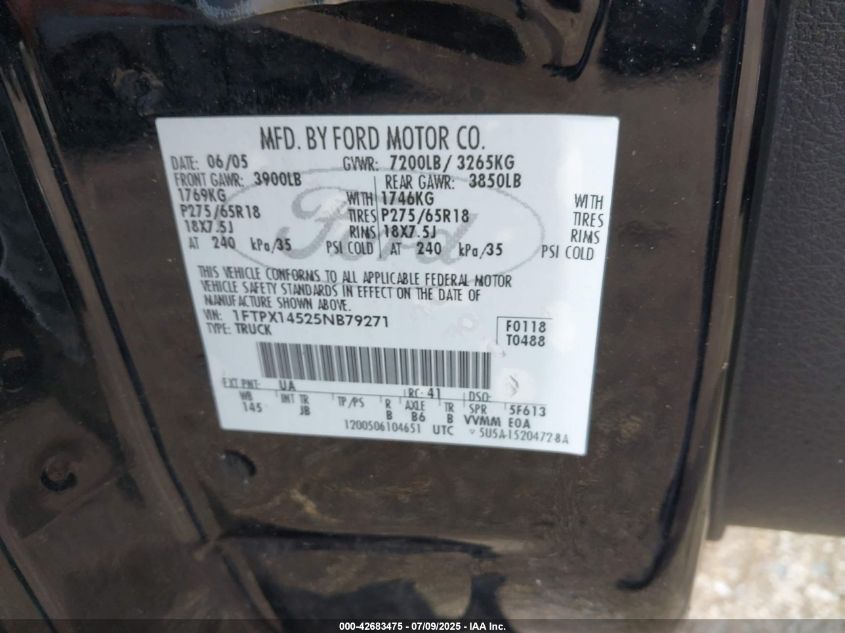 MFD. BY FORD MOTOR CO.
DATE: 06/05 GVWR: 7200LB/ 3265KG
FRONT GAWR: 3900LB REAR GAWR: 3850LB
1769KG WITH 1746KG WITH
P275/65R18 TIRES P275/65R18 TIRES
18X7.5J RIMS 18X7.5J RIMS
AT 240 kPa/35 PSI COLD AT 240 kPa/35 PSI COLD
Ford
THIS VEHICLE CONFORMS TO ALL APPLICABLE FEDERAL MOTOR
VEHICLE SAFETY STANDARDS IN EFFECT ON THE DATE OF
MANUFACTURE SHOWN ABOVE.
VIN: 1FTPX14525NB79271 F0118
TYPE: TRUCK T0488
EXT PNT: UA RC: 41 DSO:
WB INT TR TP/PS R AXLE TR SPR 5F613
145 JB B B6 B VVMM E0A
1200506104651 UTC 5U5A-1520472BA
000-42683475 / 07/09/2025 - IAA Inc.